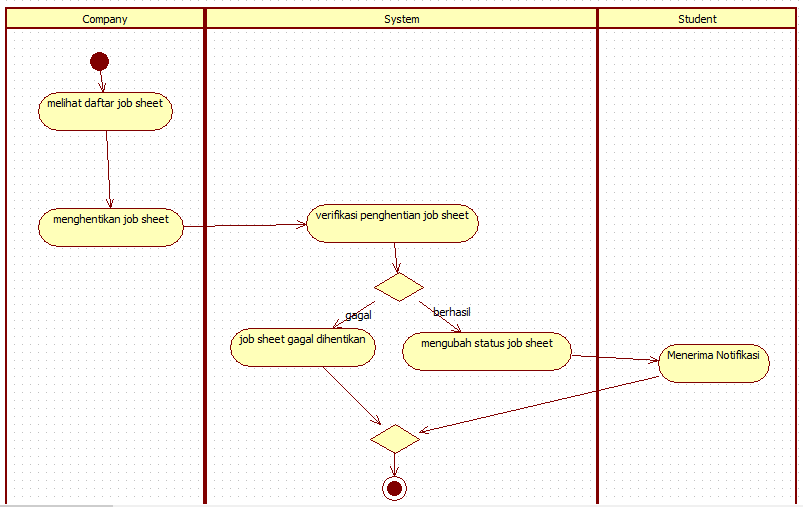 Company
System
Student
melihat daftar job sheet
menghentikan job sheet
verifikasi penghentian job sheet
gagal
berhasil
job sheet gagal dihentikan
mengubah status job sheet
Menerima Notifikasi